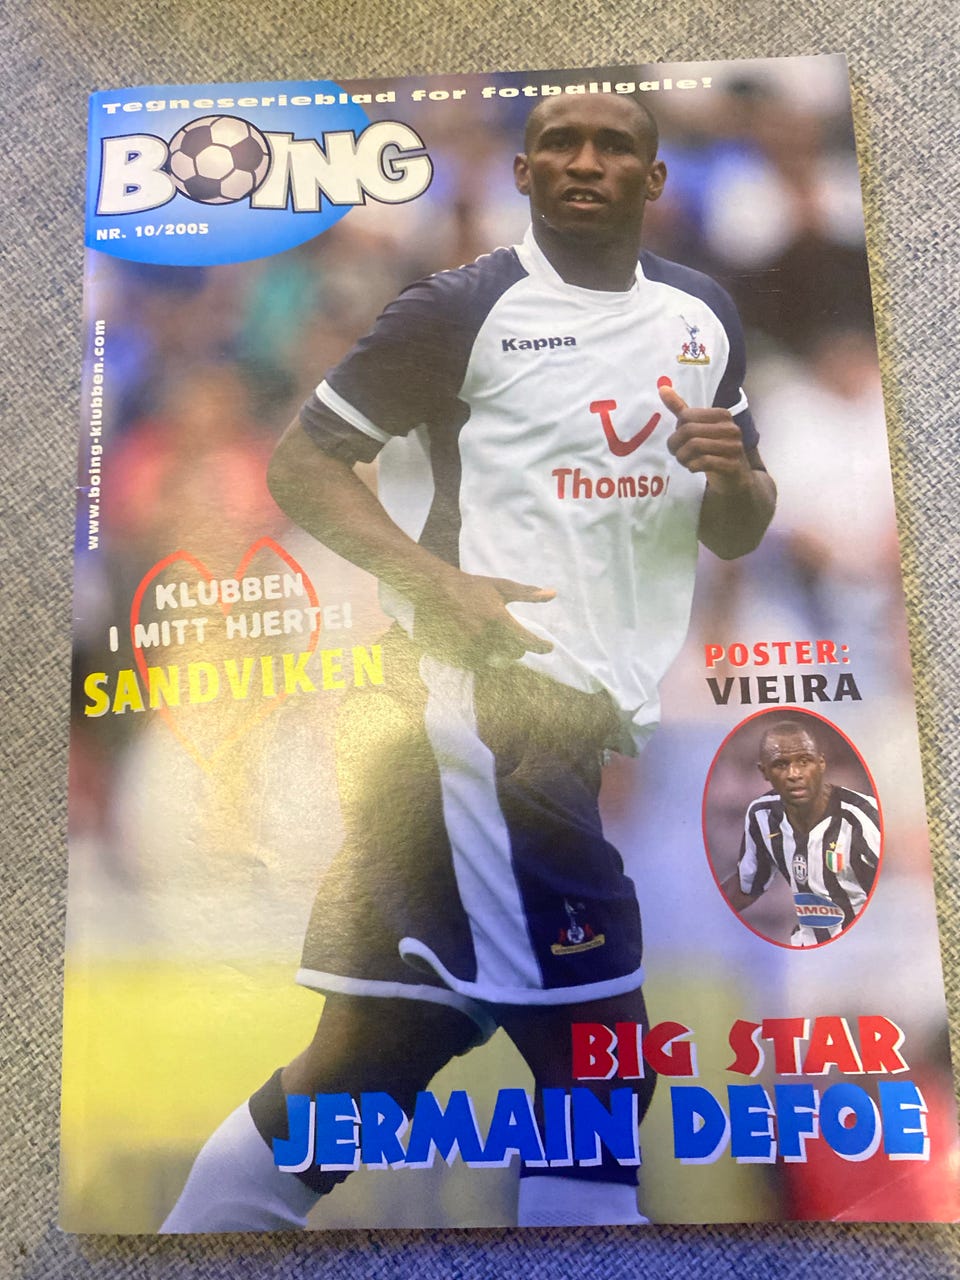 Tegneserieblad for fotballgale!
BOING
NR. 10/2005
www.boing-klubben.com
Kappa
Thomso
KLUBBEN
I MITT HJERTE!
SANDVIKEN
POSTER:
VIEIRA
AMOIL
BIG STAR
JERMAIN DEFOE